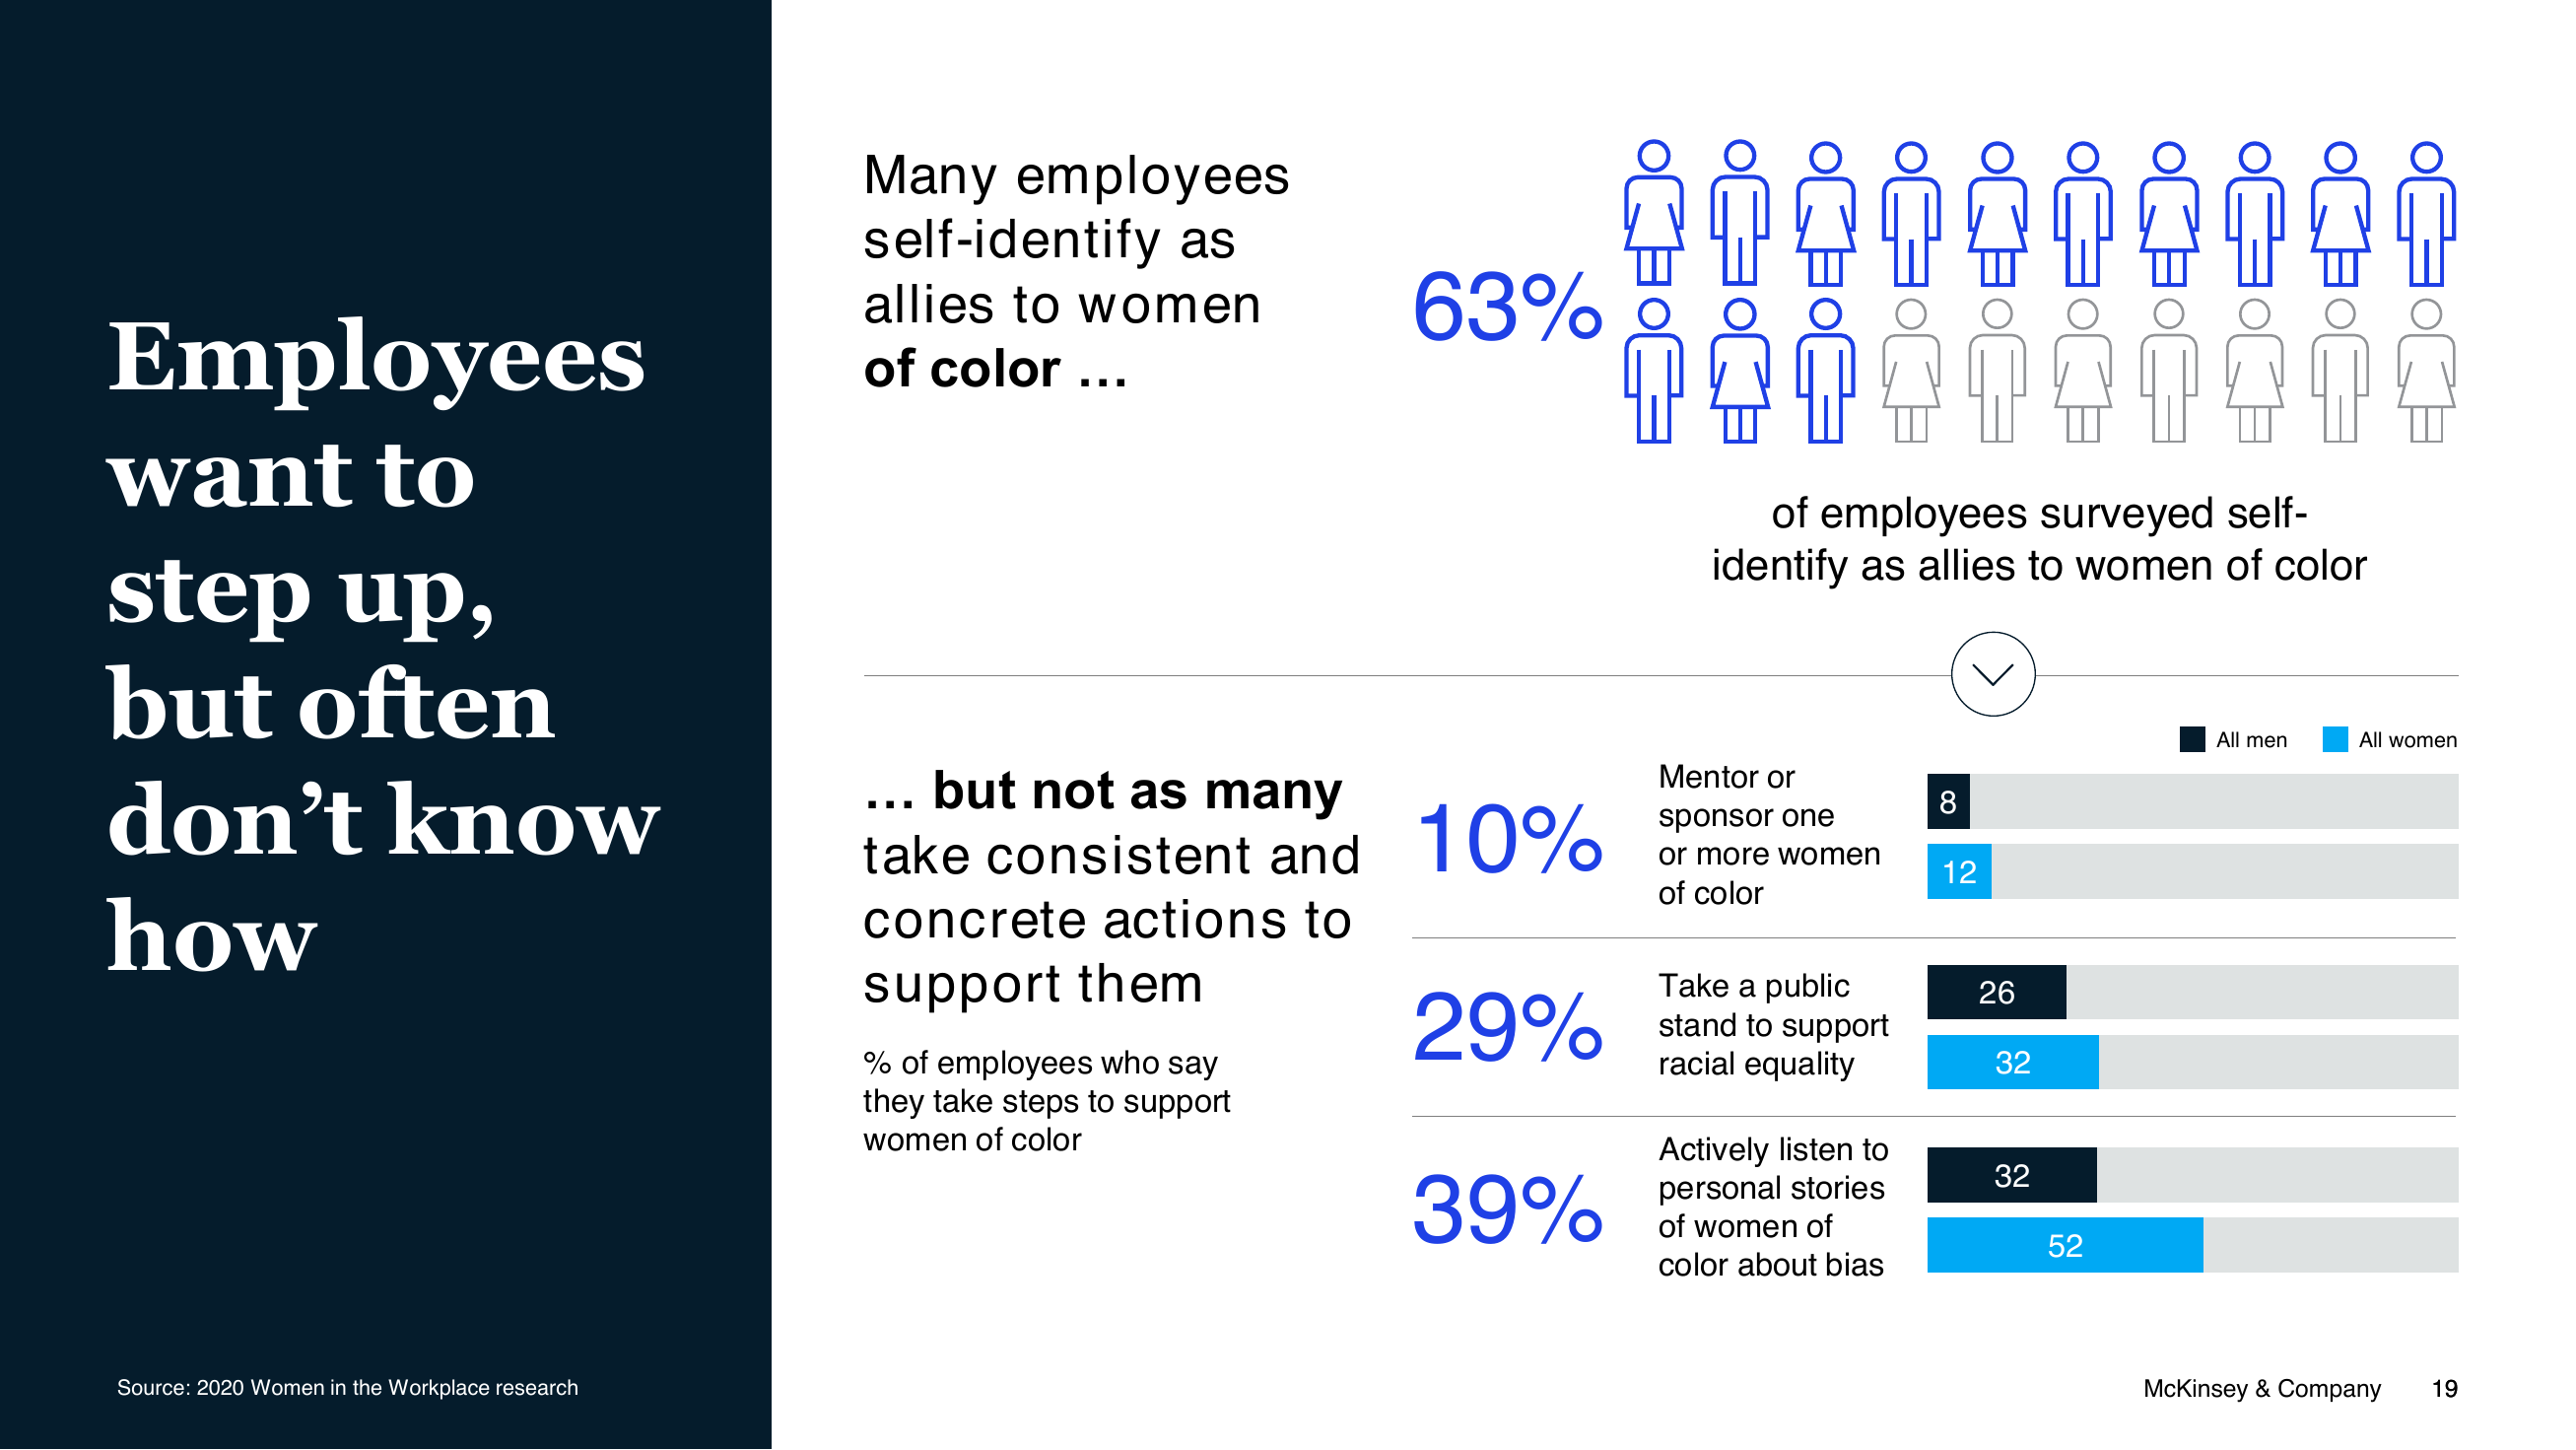 Employees
want to
step up,
but often
don’t know
how
Source: 2020 Women in the Workplace research
Many employees
self-identify as
allies to women
of color …
63%
of employees surveyed self-
identify as allies to women of color
… but not as many
take consistent and
concrete actions to
support them
% of employees who say
they take steps to support
women of color
All men
All women
10%
Mentor or
sponsor one
or more women
of color
8
12
29%
Take a public
stand to support
racial equality
26
32
39%
Actively listen to
personal stories
of women of
color about bias
32
52
McKinsey & Company
19